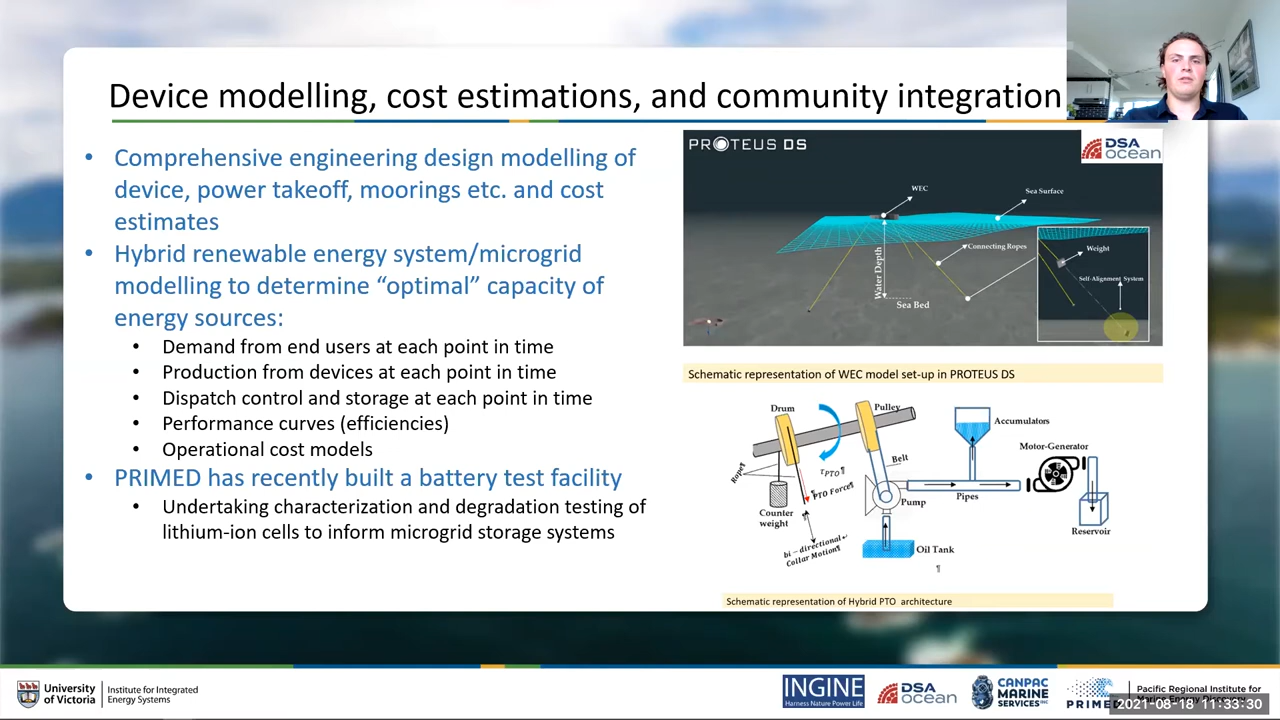 Device modelling, cost estimations, and community integration
• Comprehensive engineering design modelling of
device, power takeoff, moorings etc. and cost
estimates
• Hybrid renewable energy system/microgrid
modelling to determine “optimal” capacity of
energy sources:
• Demand from end users at each point in time
• Production from devices at each point in time
• Dispatch control and storage at each point in time
• Performance curves (efficiencies)
• Operational cost models
• PRIMED has recently built a battery test facility
• Undertaking characterization and degradation testing of
lithium-ion cells to inform microgrid storage systems
PROTEUS DS
DSA
ocean
WEC
Sea Surface
Connecting Ropes
Water Depth
Sea Bed
Weight
Self-Alignment System
Schematic representation of WEC model set-up in PROTEUS DS
Drum
Pulley
Accumulators
Motor-Generator
Rope¶
τPTO¶
PTO Force¶
Belt
Pump
Pipes
Counter
weight
bi – directional
Collar Motion¶
Oil Tank
Reservoir
¶
Schematic representation of Hybrid PTO architecture
University
of Victoria
Institute for Integrated
Energy Systems
INGINE
Harness Nature Power Life
DSA
ocean
CANPAC
MARINE
SERVICES INC
PRIMED
Pacific Regional Institute for
2021-08-18 11:33:30